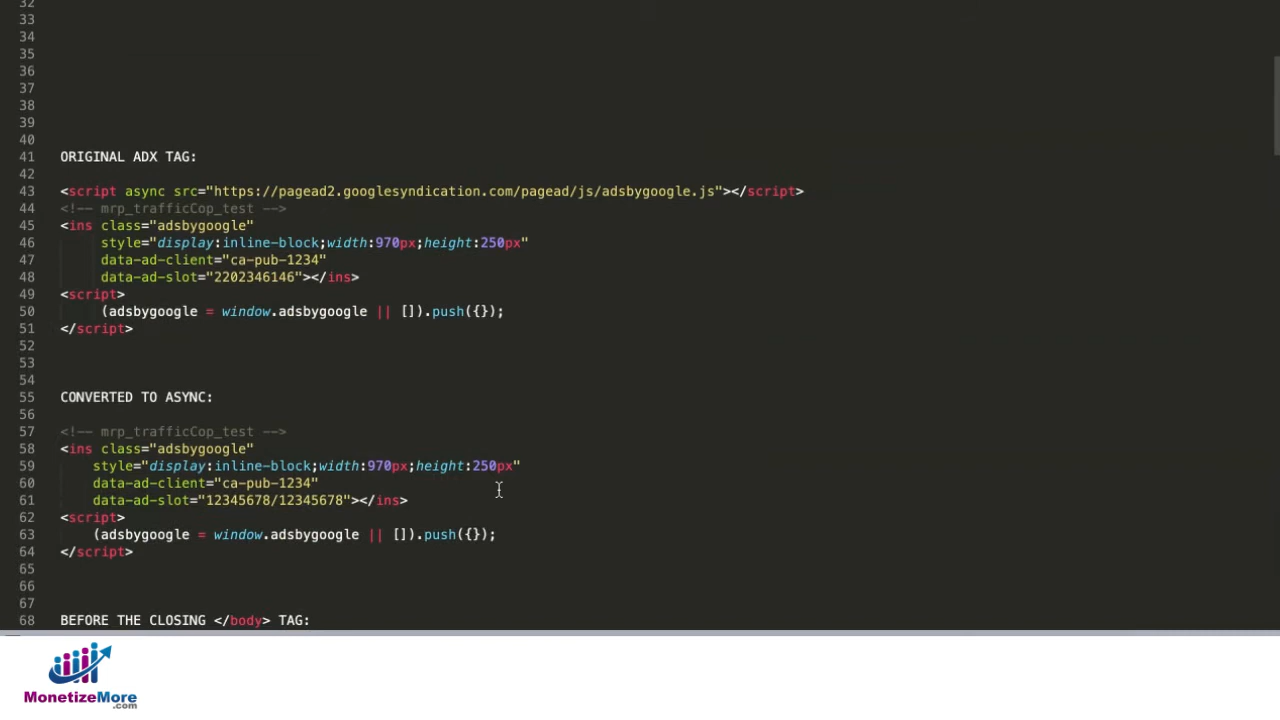 32
33
34
35
36
37
38
39
40
41 ORIGINAL ADX TAG:
42
43 <script async src="https://pagead2.googlesyndication.com/pagead/js/adsbygoogle.js"></script>
44 <!-- mrp_trafficCop_test -->
45 <ins class="adsbygoogle"
46 style="display:inline-block;width:970px;height:250px"
47 data-ad-client="ca-pub-1234"
48 data-ad-slot="2202346146"></ins>
49 <script>
50 (adsbygoogle = window.adsbygoogle || []).push({});
51 </script>
52
53
54
55 CONVERTED TO ASYNC:
56
57 <!-- mrp_trafficCop_test -->
58 <ins class="adsbygoogle"
59 style="display:inline-block;width:970px;height:250px"
60 data-ad-client="ca-pub-1234"
61 data-ad-slot="12345678/12345678"></ins>
62 <script>
63 (adsbygoogle = window.adsbygoogle || []).push({});
64 </script>
65
66
67
68 BEFORE THE CLOSING </body> TAG:
MonetizeMore
.com